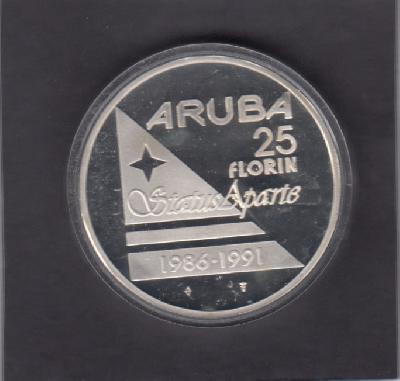 ARUBA
25
FLORIN
Status Aparte
1986-1991